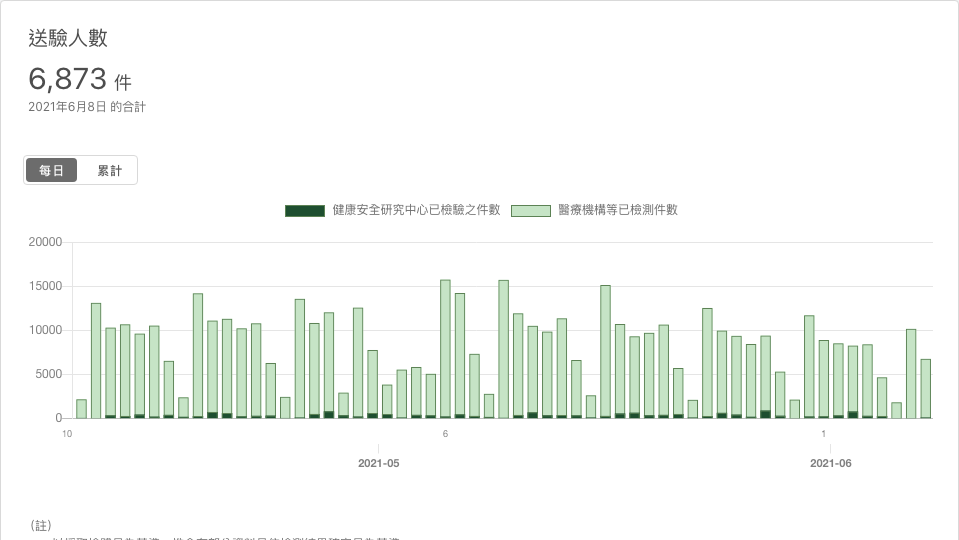 送驗人數
6,873 件
2021年6月8日 的合計
每日 累計
健康安全研究中心已檢驗之件數 醫療機構等已檢測件數
20000
15000
10000
5000
0
10 6 1
2021-05 2021-06
(註)